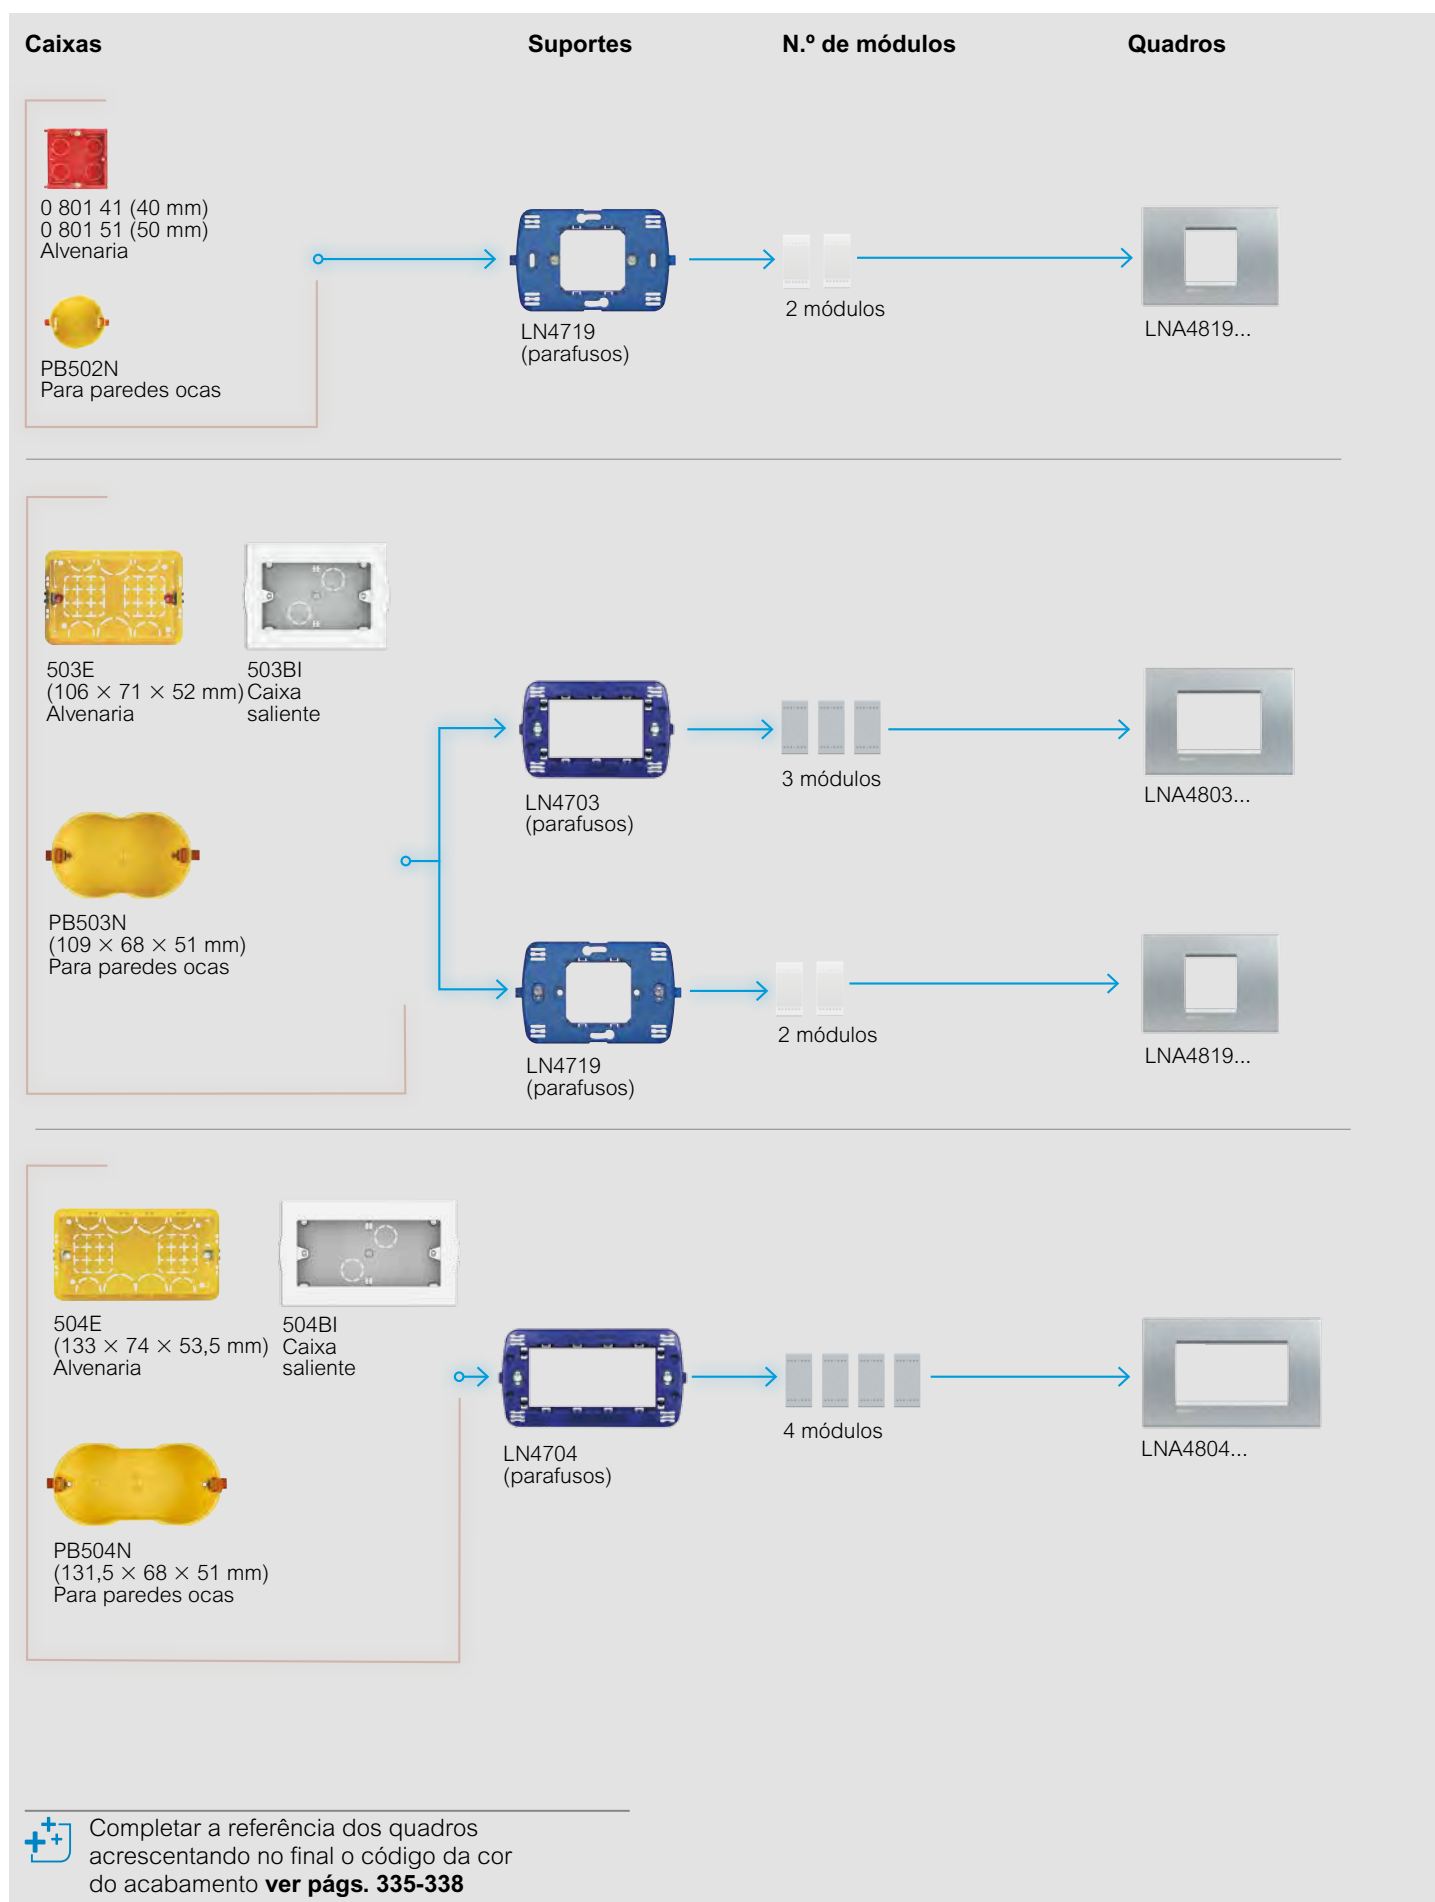 Caixas
Suportes
N.º de módulos
Quadros
0 801 41 (40 mm)
0 801 51 (50 mm)
Alvenaria
PB502N
Para paredes ocas
LN4719
(parafusos)
2 módulos
LNA4819...
503E
(106 × 71 × 52 mm)
Alvenaria
503BI
Caixa
saliente
PB503N
(109 × 68 × 51 mm)
Para paredes ocas
LN4703
(parafusos)
3 módulos
LNA4803...
LN4719
(parafusos)
2 módulos
LNA4819...
504E
(133 × 74 × 53,5 mm)
Alvenaria
504BI
Caixa
saliente
PB504N
(131,5 × 68 × 51 mm)
Para paredes ocas
LN4704
(parafusos)
4 módulos
LNA4804...
Completar a referência dos quadros
acrescentando no final o código da cor
do acabamento ver págs. 335-338